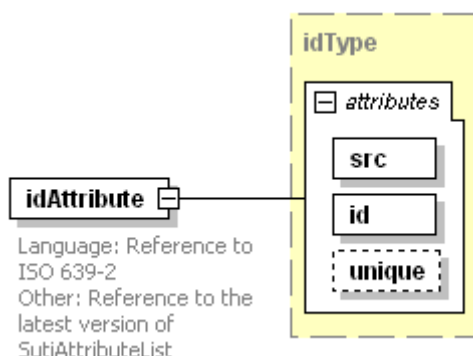 idType
attributes
src
idAttribute
id
unique
Language: Reference to
ISO 639-2
Other: Reference to the
latest version of
SutiAttributeList